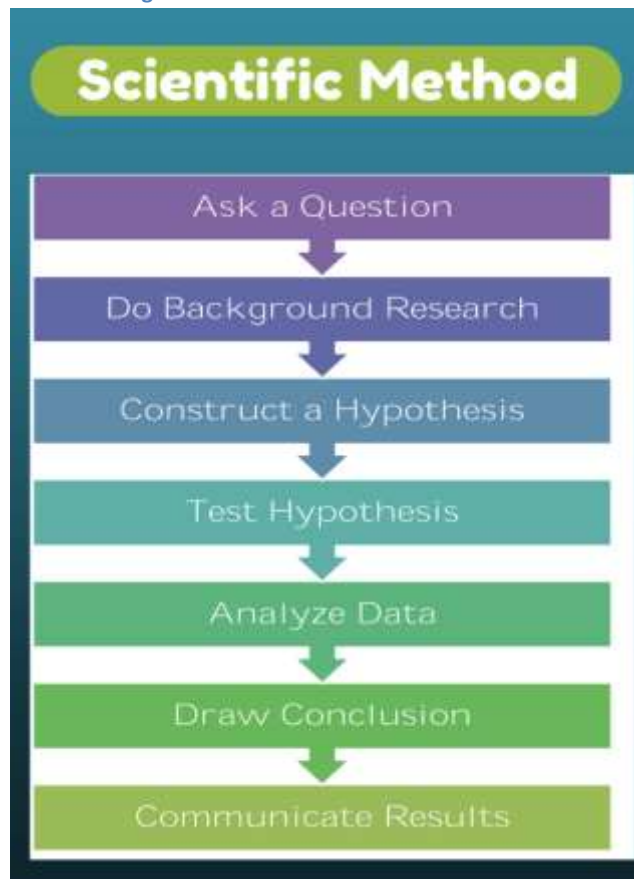 Scientific Method
Ask a Question
Do Background Research
Construct a Hypothesis
Test Hypothesis
Analyze Data
Draw Conclusion
Communicate Results